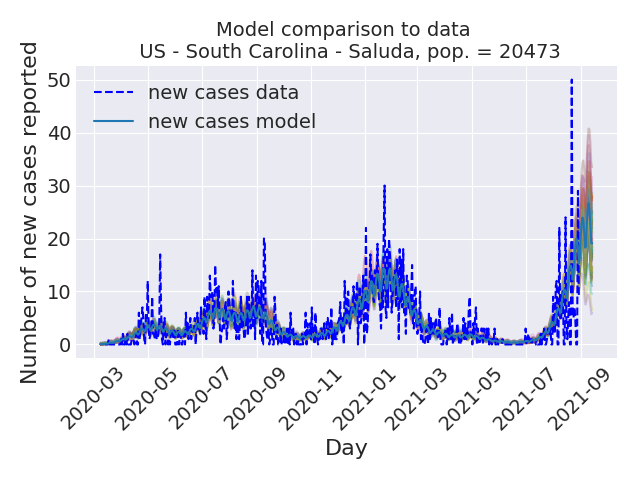 Model comparison to data
US - South Carolina - Saluda, pop. = 20473
Number of new cases reported
50
40
30
20
10
0
new cases data
new cases model
2020-03
2020-05
2020-07
2020-09
2020-11
2021-01
2021-03
2021-05
2021-07
2021-09
Day